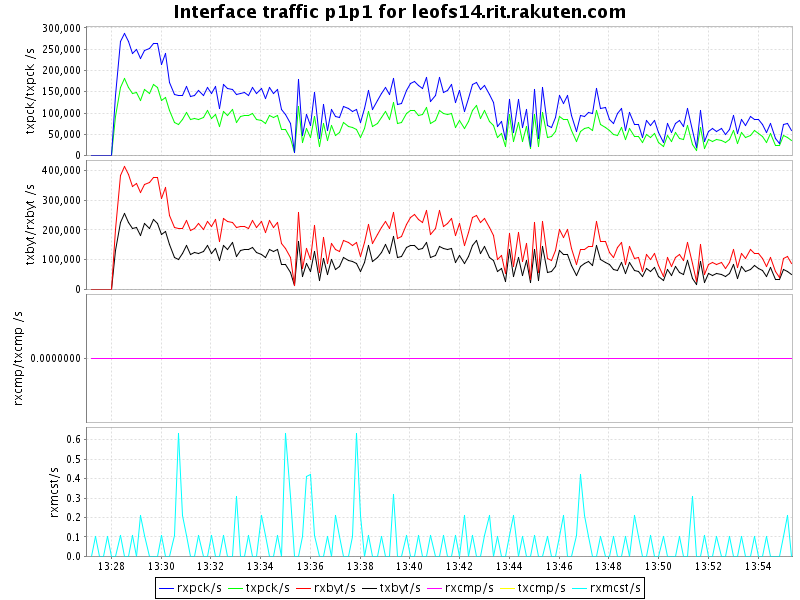 Interface traffic p1p1 for leofs14.rit.rakuten.com
txpck/txpck /s
300,000
250,000
200,000
150,000
100,000
50,000
0
txbyt/rxbyt /s
400,000
300,000
200,000
100,000
0
rxcmp/txcmp /s
0.0000000
rxmcst/s
0.6
0.5
0.4
0.3
0.2
0.1
0.0
13:28 13:30 13:32 13:34 13:36 13:38 13:40 13:42 13:44 13:46 13:48 13:50 13:52 13:54
rxpck/s txpck/s rxbyt/s txbyt/s rxcmp/s txcmp/s rxmcst/s